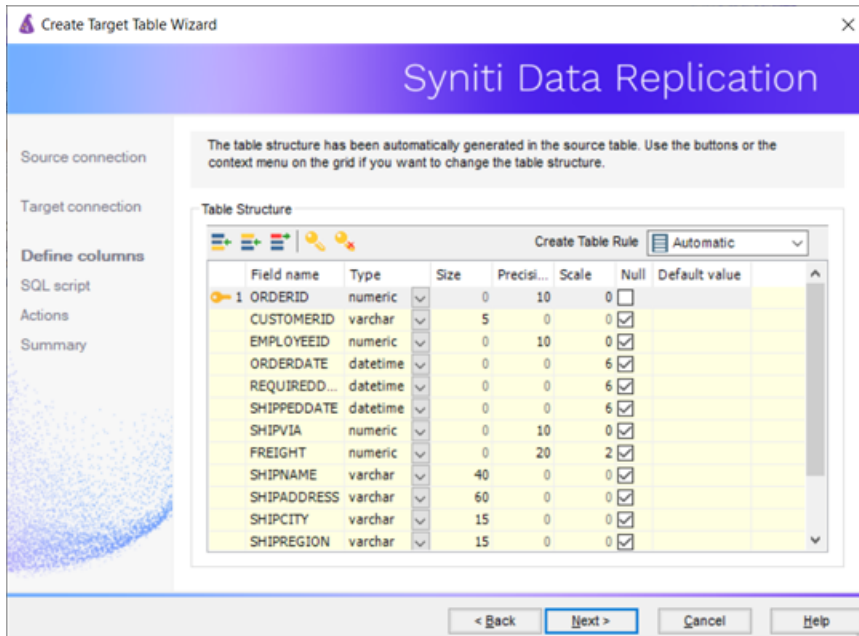 Create Target Table Wizard
Syniti Data Replication
Source connection
Target connection
Define columns
SQL script
Actions
Summary
The table structure has been automatically generated in the source table. Use the buttons or the
context menu on the grid if you want to change the table structure.
Table Structure
Create Table Rule Automatic
Field name Type Size Precisi... Scale Null Default value
1 ORDERID numeric 0 10 0
CUSTOMERID varchar 5 0 0
EMPLOYEEID numeric 0 10 0
ORDERDATE datetime 0 0 6
REQUIREDD... datetime 0 0 6
SHIPPEDDATE datetime 0 0 6
SHIPVIA numeric 0 10 0
FREIGHT numeric 0 20 2
SHIPNAME varchar 40 0 0
SHIPADDRESS varchar 60 0 0
SHIPCITY varchar 15 0 0
SHIPREGION varchar 15 0 0
< Back Next > Cancel Help